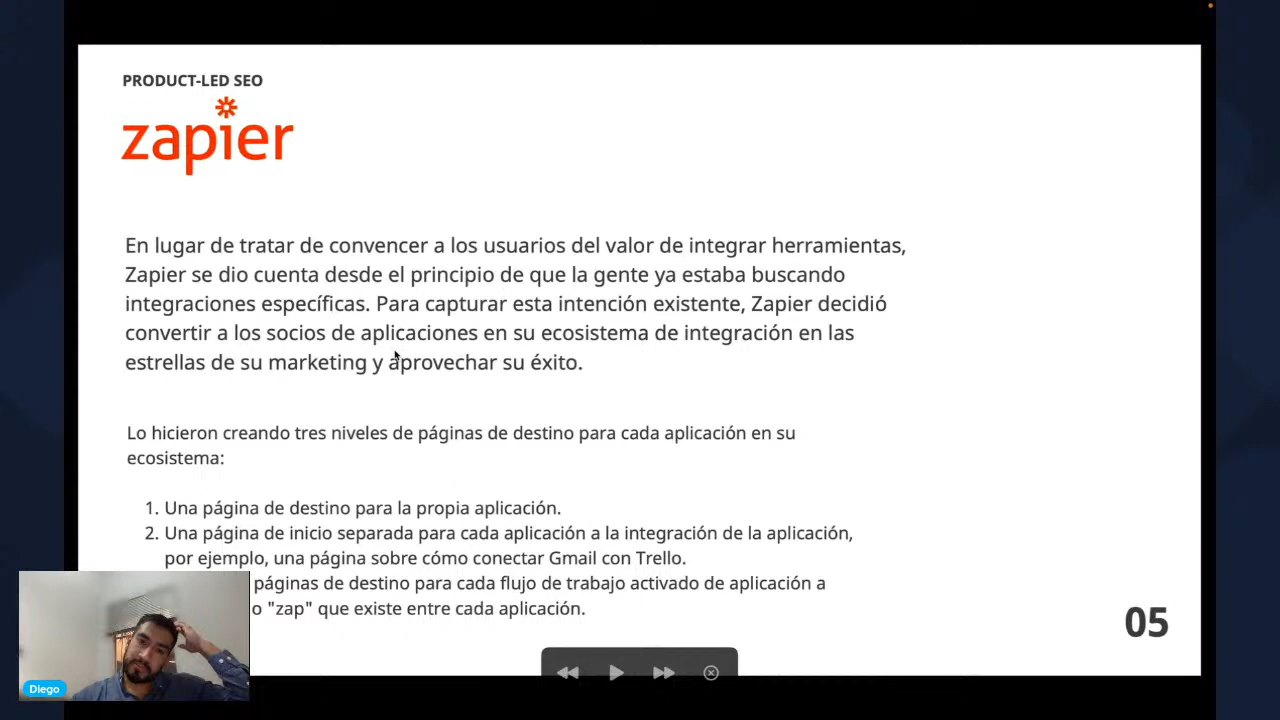 PRODUCT-LED SEO
zapier
En lugar de tratar de convencer a los usuarios del valor de integrar herramientas,
Zapier se dio cuenta desde el principio de que la gente ya estaba buscando
integraciones específicas. Para capturar esta intención existente, Zapier decidió
convertir a los socios de aplicaciones en su ecosistema de integración en las
estrellas de su marketing y aprovechar su éxito.
Lo hicieron creando tres niveles de páginas de destino para cada aplicación en su
ecosistema:
1. Una página de destino para la propia aplicación.
2. Una página de inicio separada para cada aplicación a la integración de la aplicación,
por ejemplo, una página sobre cómo conectar Gmail con Trello.
páginas de destino para cada flujo de trabajo activado de aplicación a
o "zap" que existe entre cada aplicación.
05
Diego